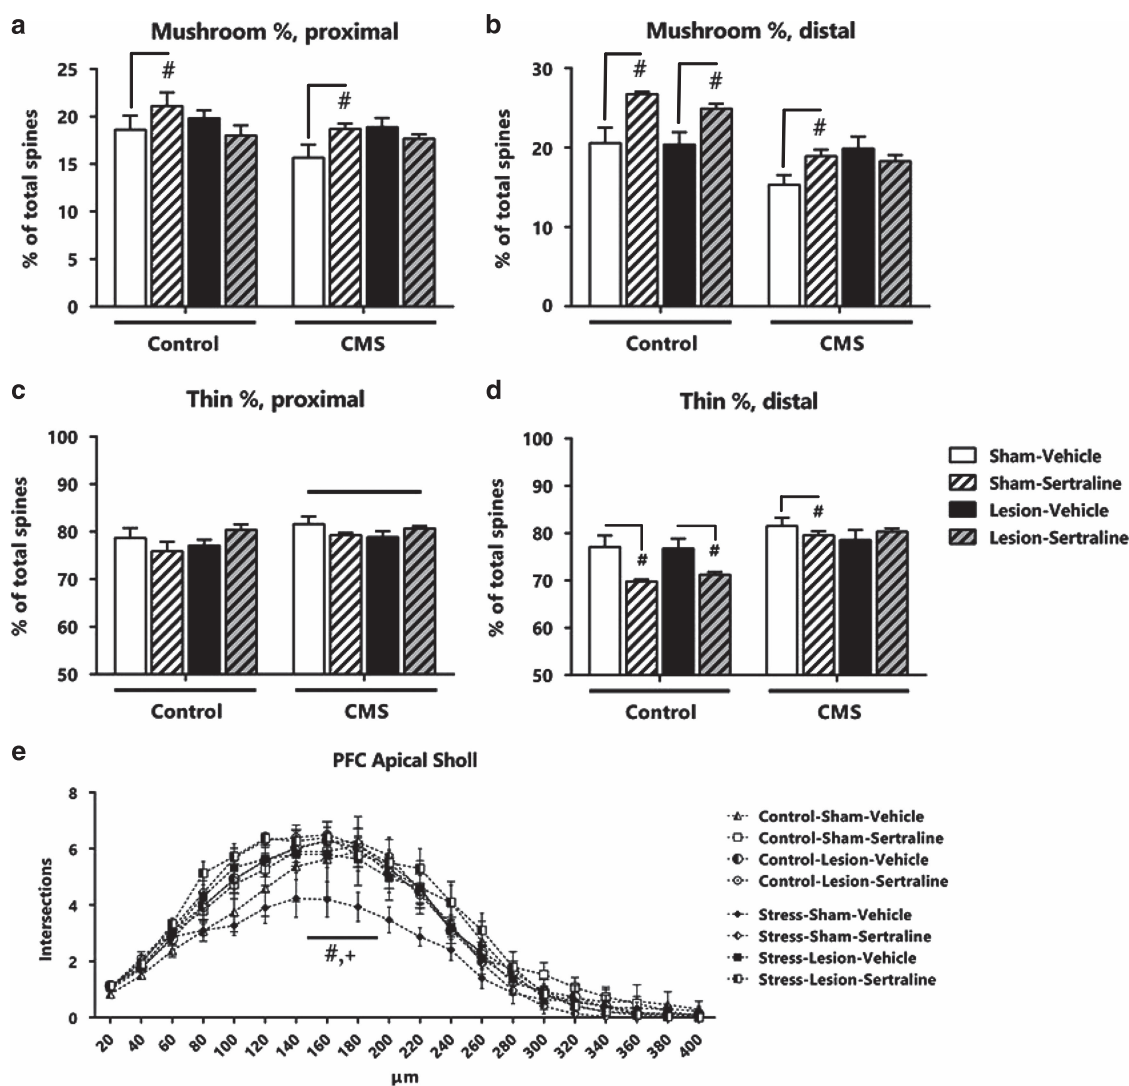 a
Mushroom %, proximal
% of total spines
25
20
15
10
5
0
#
#
Control
CMS
b
Mushroom %, distal
% of total spines
30
20
10
0
#
#
#
Control
CMS
c
Thin %, proximal
% of total spines
100
90
80
70
60
50
Control
CMS
d
Thin %, distal
% of total spines
100
90
80
70
60
50
#
#
#
Control
CMS
Sham-Vehicle
Sham-Sertraline
Lesion-Vehicle
Lesion-Sertraline
e
PFC Apical Sholl
Intersections
8
6
4
2
0
#,+
20 40 60 80 100 120 140 160 180 200 220 240 260 280 300 320 340 360 380 400
µm
Control-Sham-Vehicle
Control-Sham-Sertraline
Control-Lesion-Vehicle
Control-Lesion-Sertraline
Stress-Sham-Vehicle
Stress-Sham-Sertraline
Stress-Lesion-Vehicle
Stress-Lesion-Sertraline